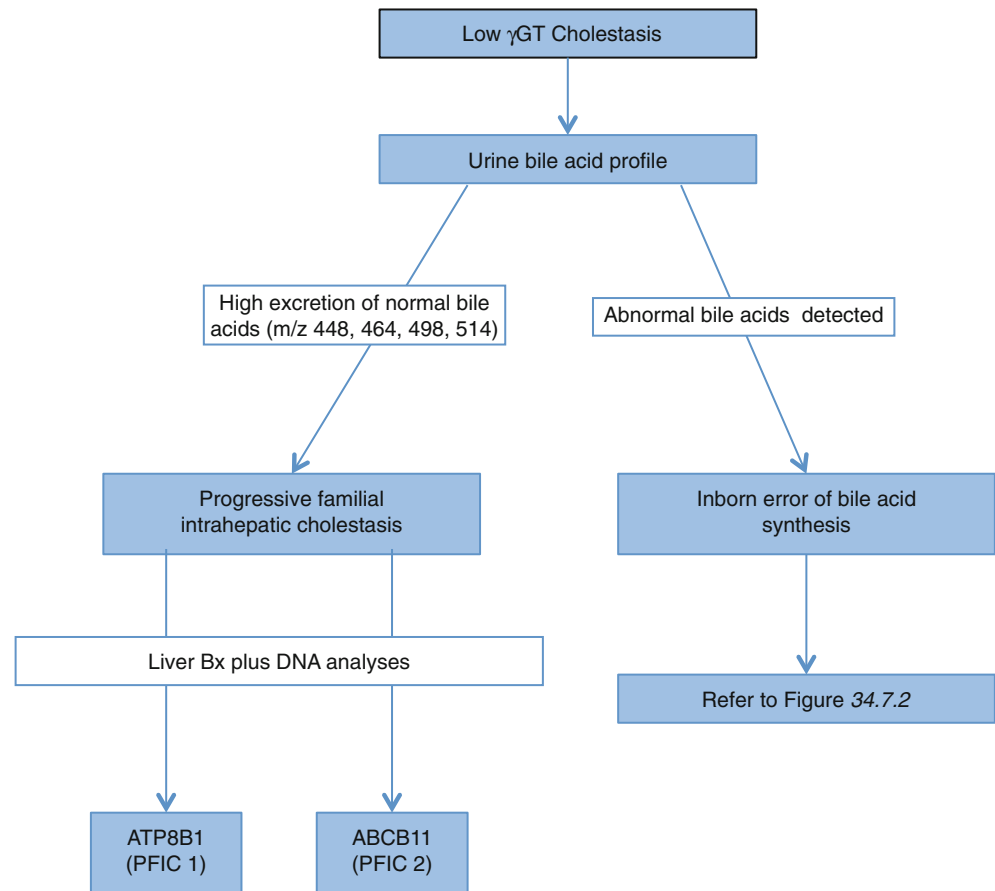 Low γGT Cholestasis
Urine bile acid profile
High excretion of normal bile
acids (m/z 448, 464, 498, 514)
Abnormal bile acids detected
Progressive familial
intrahepatic cholestasis
Inborn error of bile acid
synthesis
Liver Bx plus DNA analyses
Refer to Figure 34.7.2
ATP8B1
(PFIC 1)
ABCB11
(PFIC 2)